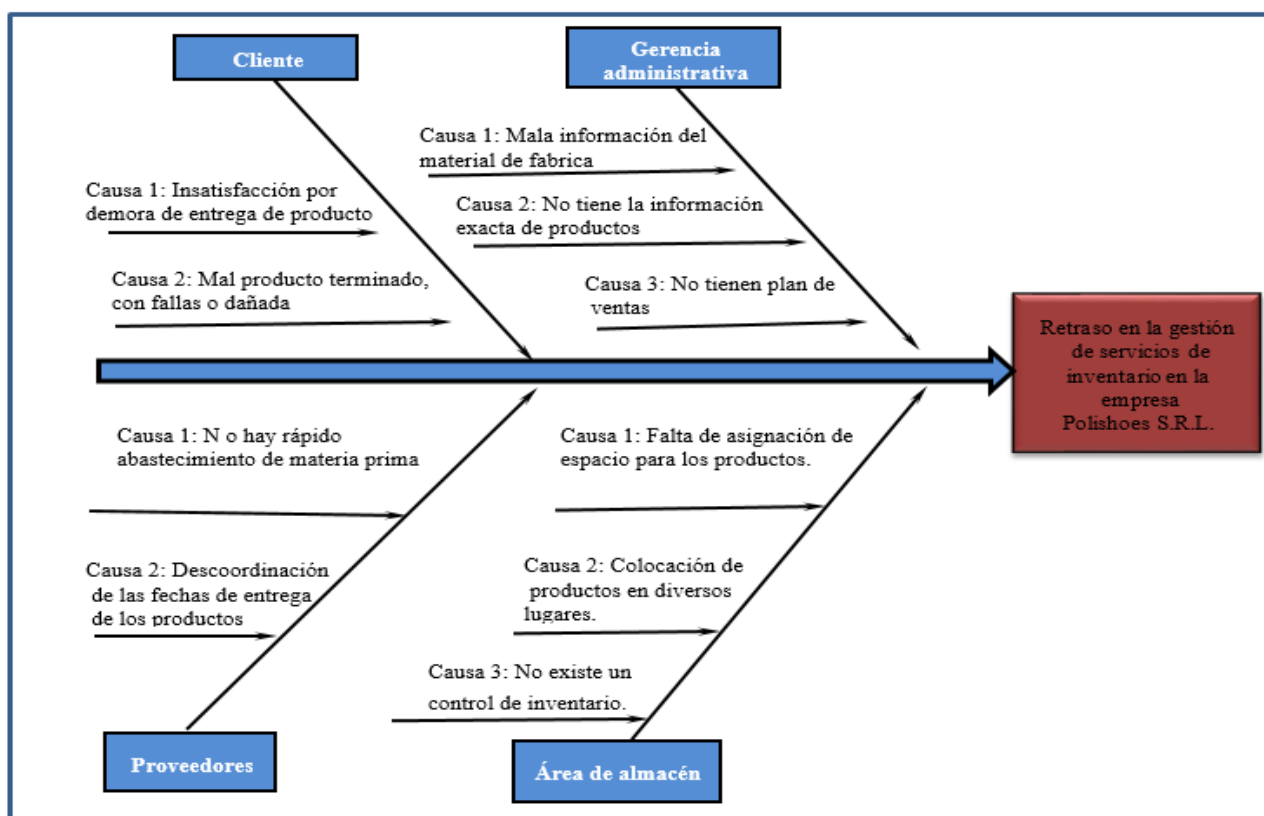 Cliente
Gerencia
administrativa
Causa 1: Mala información del
material de fabrica
Causa 1: Insatisfacción por
demora de entrega de producto
Causa 2: No tiene la información
exacta de productos
Causa 2: Mal producto terminado,
con fallas o dañada
Causa 3: No tienen plan de
ventas
Retraso en la gestión
de servicios de
inventario en la
empresa
Polishoes S.R.L.
Causa 1: N o hay rápido
abastecimiento de materia prima
Causa 1: Falta de asignación de
espacio para los productos.
Causa 2: Descoordinación
de las fechas de entrega
de los productos
Causa 2: Colocación de
productos en diversos
lugares.
Causa 3: No existe un
control de inventario.
Proveedores
Área de almacén